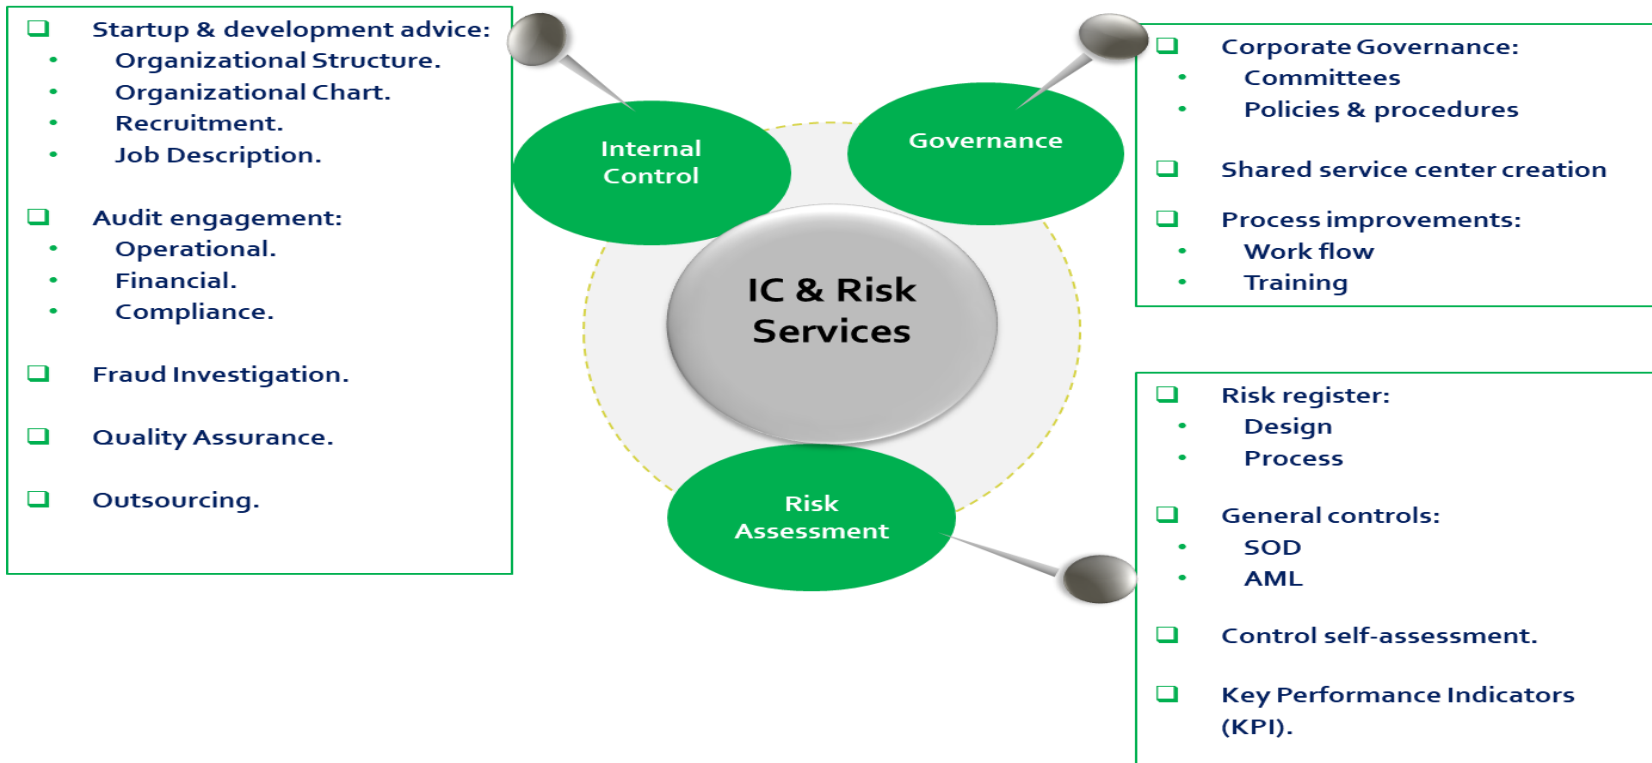 Startup & development advice:
Organizational Structure.
Organizational Chart.
Recruitment.
Job Description.
Audit engagement:
Operational.
Financial.
Compliance.
Fraud Investigation.
Quality Assurance.
Outsourcing.
Internal
Control
Governance
IC & Risk
Services
Risk
Assessment
Corporate Governance:
Committees
Policies & procedures
Shared service center creation
Process improvements:
Work flow
Training
Risk register:
Design
Process
General controls:
SOD
AML
Control self-assessment.
Key Performance Indicators
(KPI).